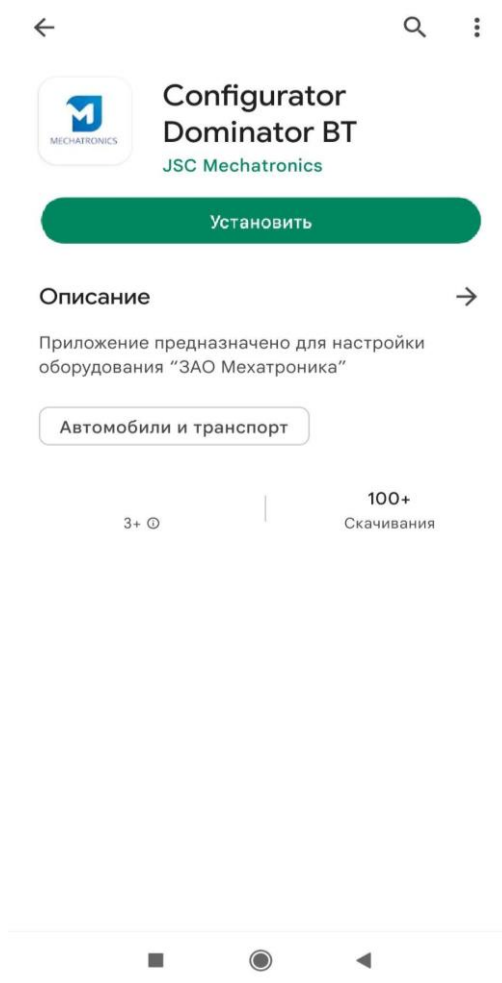 MECHATRONICS
Configurator
Dominator BT
JSC Mechatronics
Установить
Описание
Приложение предназначено для настройки
оборудования “ЗАО Мехатроника”
Автомобили и транспорт
100+
3+
Скачивания